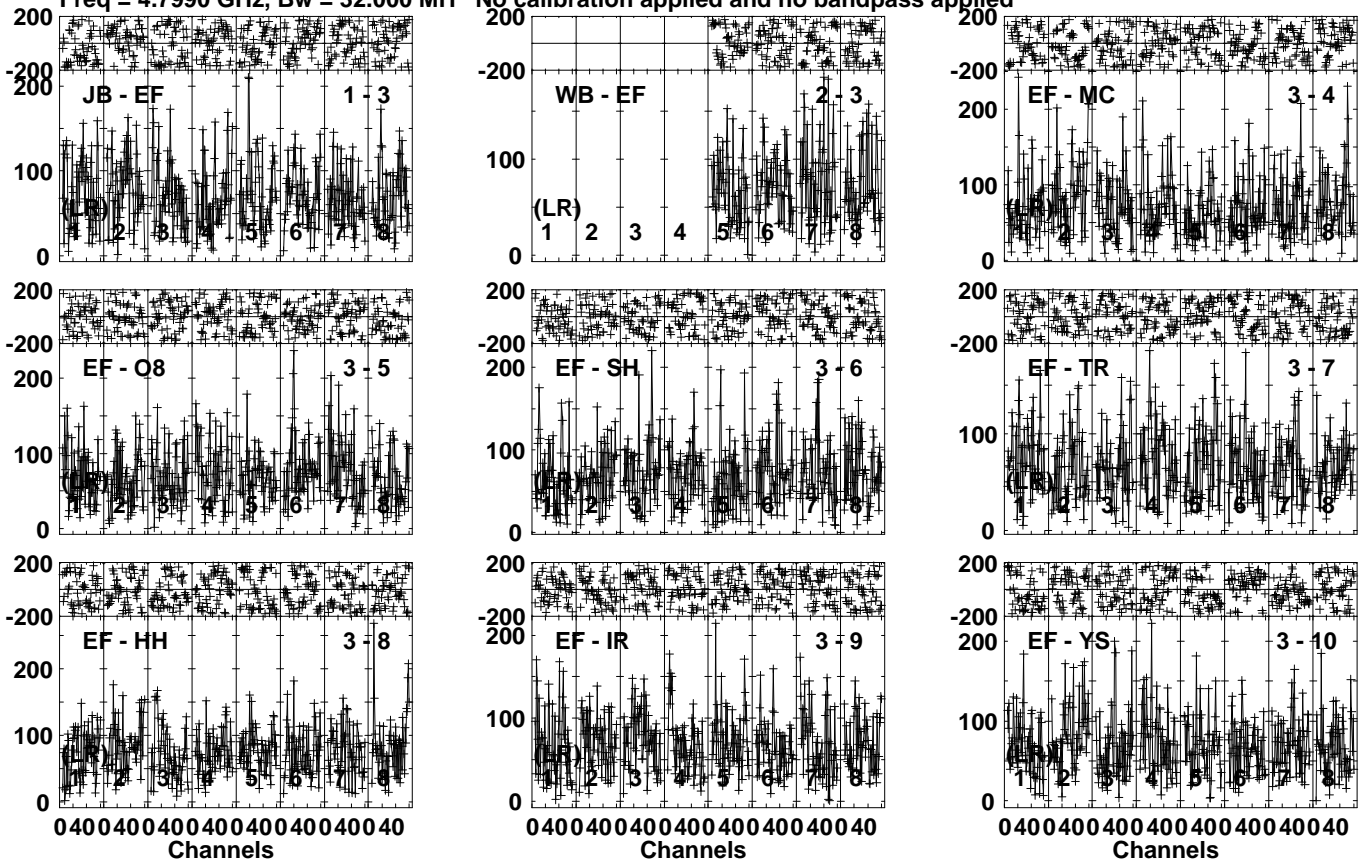 Freq = 4.7990 GHz, Bw = 32.000 MH No calibration applied and no bandpass applied
200 200 200
-200 -200 -200
200 200 200
JB - EF 1 - 3 WB - EF 2 - 3 EF - MC 3 - 4
100 100 100
(LR) (LR) (LR)
1 2 3 4 5 6 7 8 1 2 3 4 5 6 7 8 1 2 3 4 5 6 7 8
0 0 0
200 200 200
-200 -200 -200
EF - O8 3 - 5 EF - SH 3 - 6 EF - TR 3 - 7
200 200
100 100 100
(LR) (LR) (LR)
1 2 3 4 5 6 7 8 1 2 3 4 5 6 7 8 1 2 3 4 5 6 7 8
0 0 0
200 200 200
-200 -200 -200
EF - HH 3 - 8 EF - IR 3 - 9 EF - YS 3 - 10
200 200 200
100 100 100
(LR) (LR) (LR)
1 2 3 4 5 6 7 8 1 2 3 4 5 6 7 8 1 2 3 4 5 6 7 8
0 0 0
0 40 0 40 0 40 0 40 0 40 0 40 0 40 0 40 0 40 0 40 0 40 0 40 0 40 0 40 0 40 0 40 0 40 0 40 0 40 0 40 0 40 0 40 0 40 0 40
Channels Channels Channels